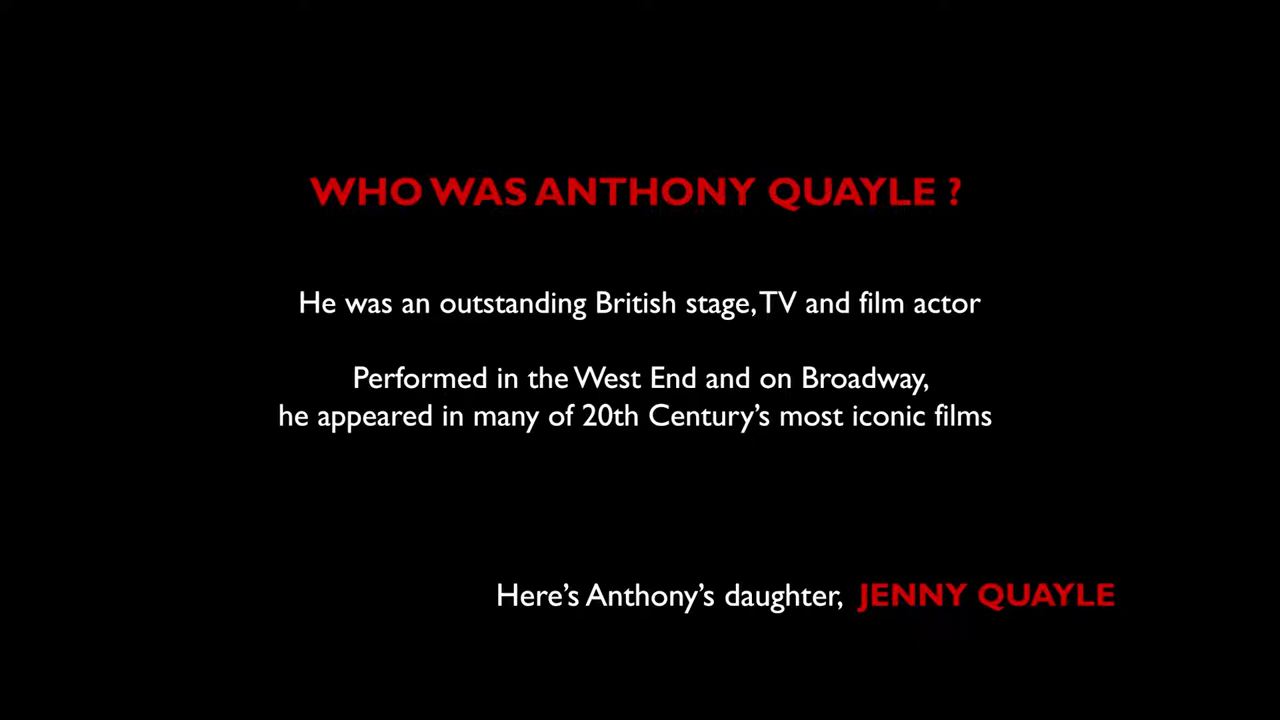 WHO WAS ANTHONY QUAYLE ?
He was an outstanding British stage, TV and film actor
Performed in the West End and on Broadway,
he appeared in many of 20th Century’s most iconic films
Here’s Anthony’s daughter, JENNY QUAYLE